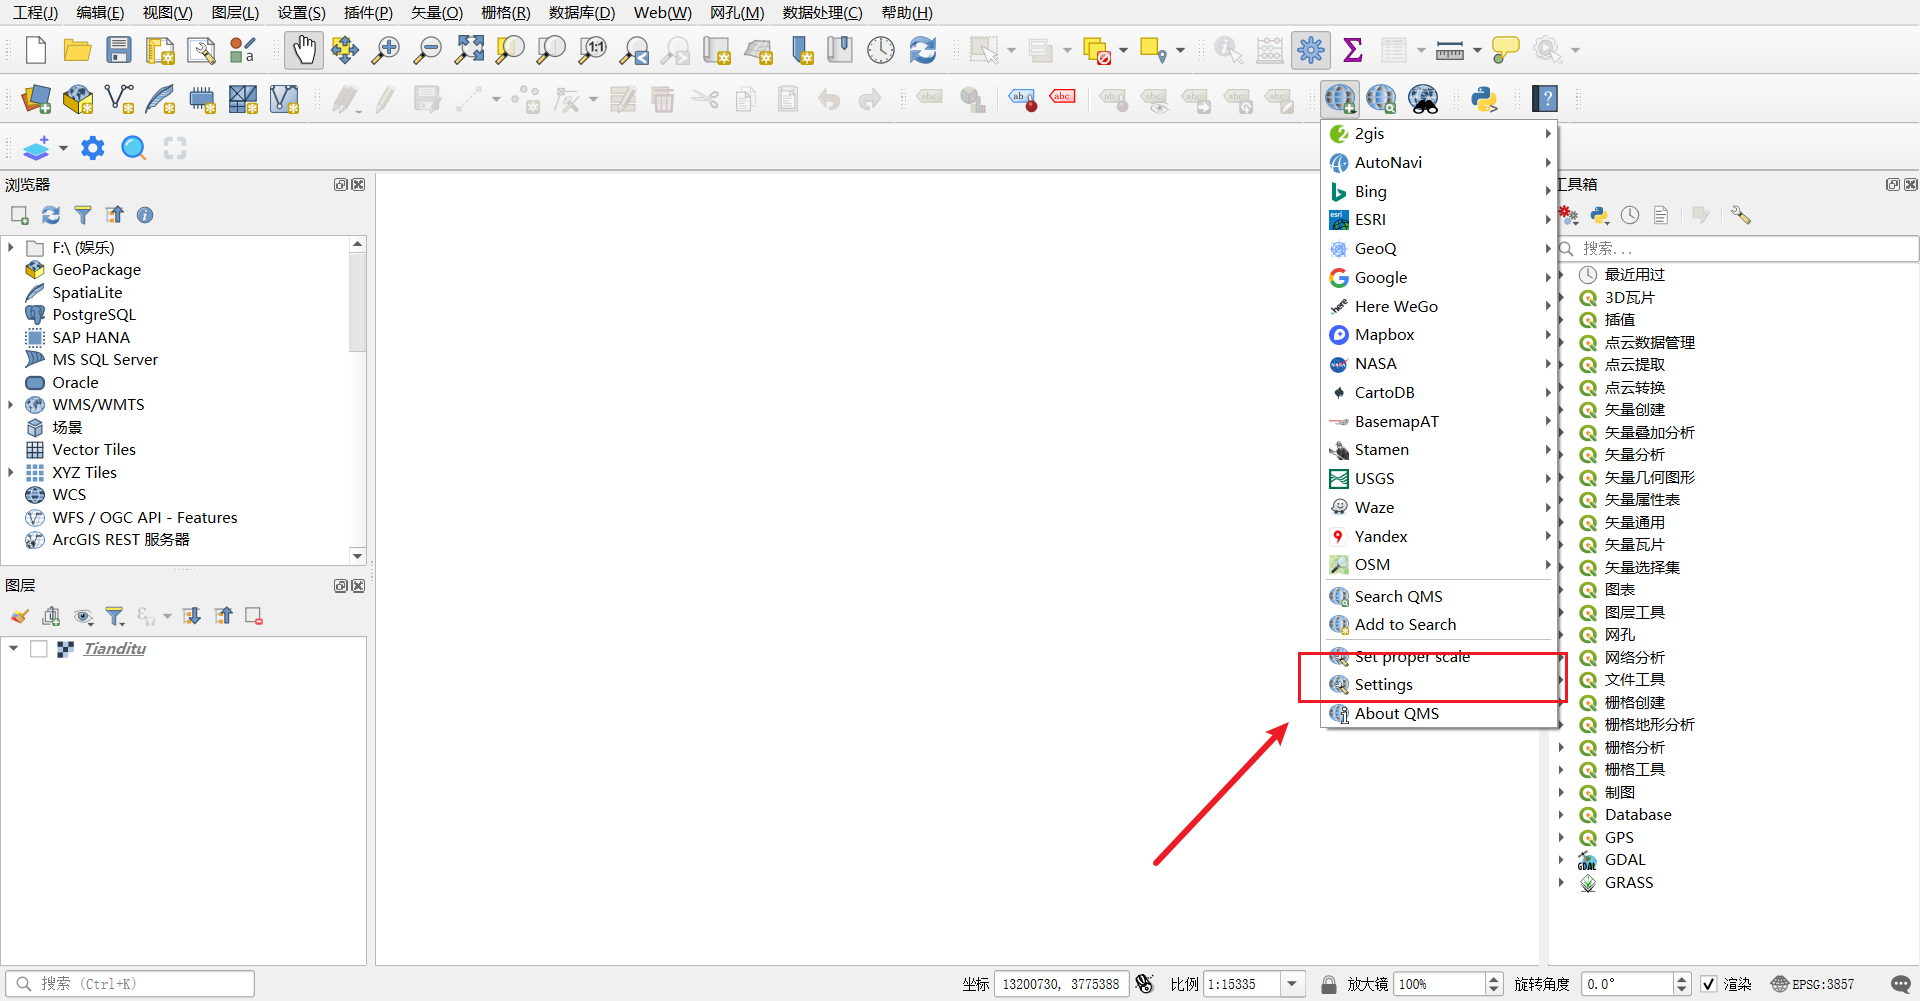 工程(J) 编辑(E) 视图(V) 图层(L) 设置(S) 插件(P) 矢量(O) 栅格(R) 数据库(D) Web(W) 网孔(M) 数据处理(C) 帮助(H)
浏览器
F:\ (娱乐)
GeoPackage
SpatiaLite
PostgreSQL
SAP HANA
MS SQL Server
Oracle
WMS/WMTS
场景
Vector Tiles
XYZ Tiles
WCS
WFS / OGC API - Features
ArcGIS REST 服务器
图层
Tianditu
2gis
AutoNavi
Bing
ESRI
GeoQ
Google
Here WeGo
Mapbox
NASA
CartoDB
BasemapAT
Stamen
USGS
Waze
Yandex
OSM
Search QMS
Add to Search
Set proper scale
Settings
About QMS
工具箱
搜索...
最近用过
3D瓦片
插值
点云数据管理
点云提取
点云转换
矢量创建
矢量叠加分析
矢量分析
矢量几何图形
矢量属性表
矢量通用
矢量瓦片
矢量选择集
图表
图层工具
网孔
网络分析
文件工具
栅格创建
栅格地形分析
栅格分析
栅格工具
制图
Database
GPS
GDAL
GRASS
搜索 (Ctrl+K) 坐标 13200730, 3775388 比例 1:15335 放大镜 100% 旋转角度 0.0° 渲染 EPSG:3857